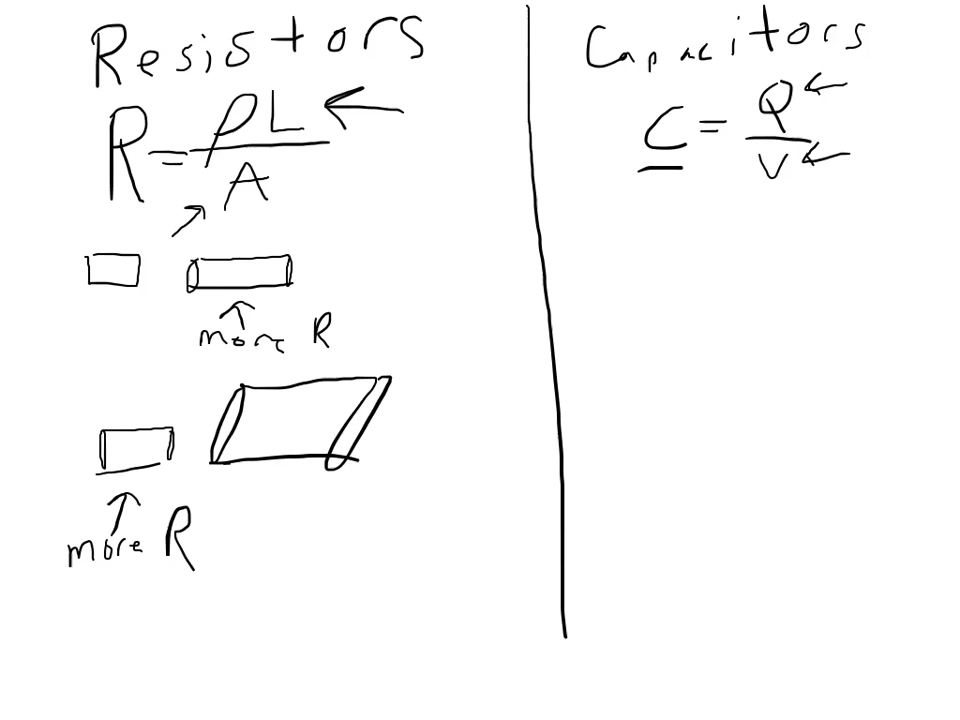 Resistors
R = ρL / A
more R
more R
Capacitors
C = Q / V